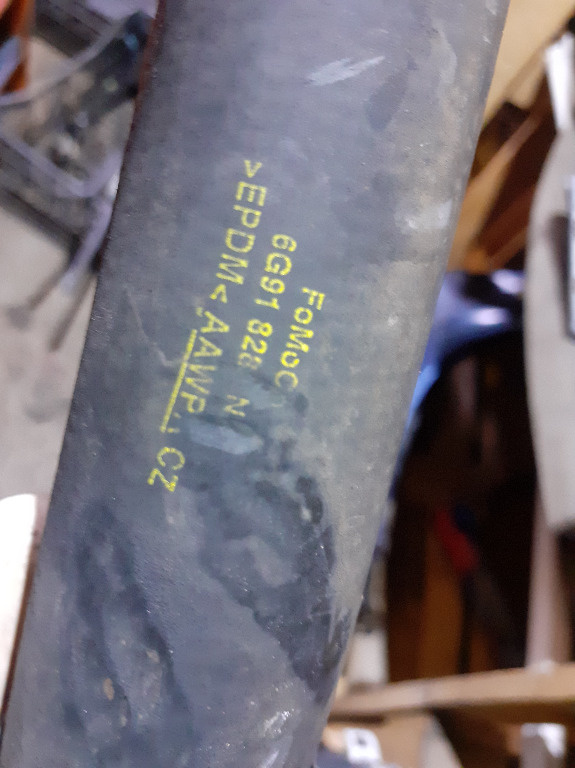 FoMoC
6G91 828 N
>EPDM< AAWP
CZ